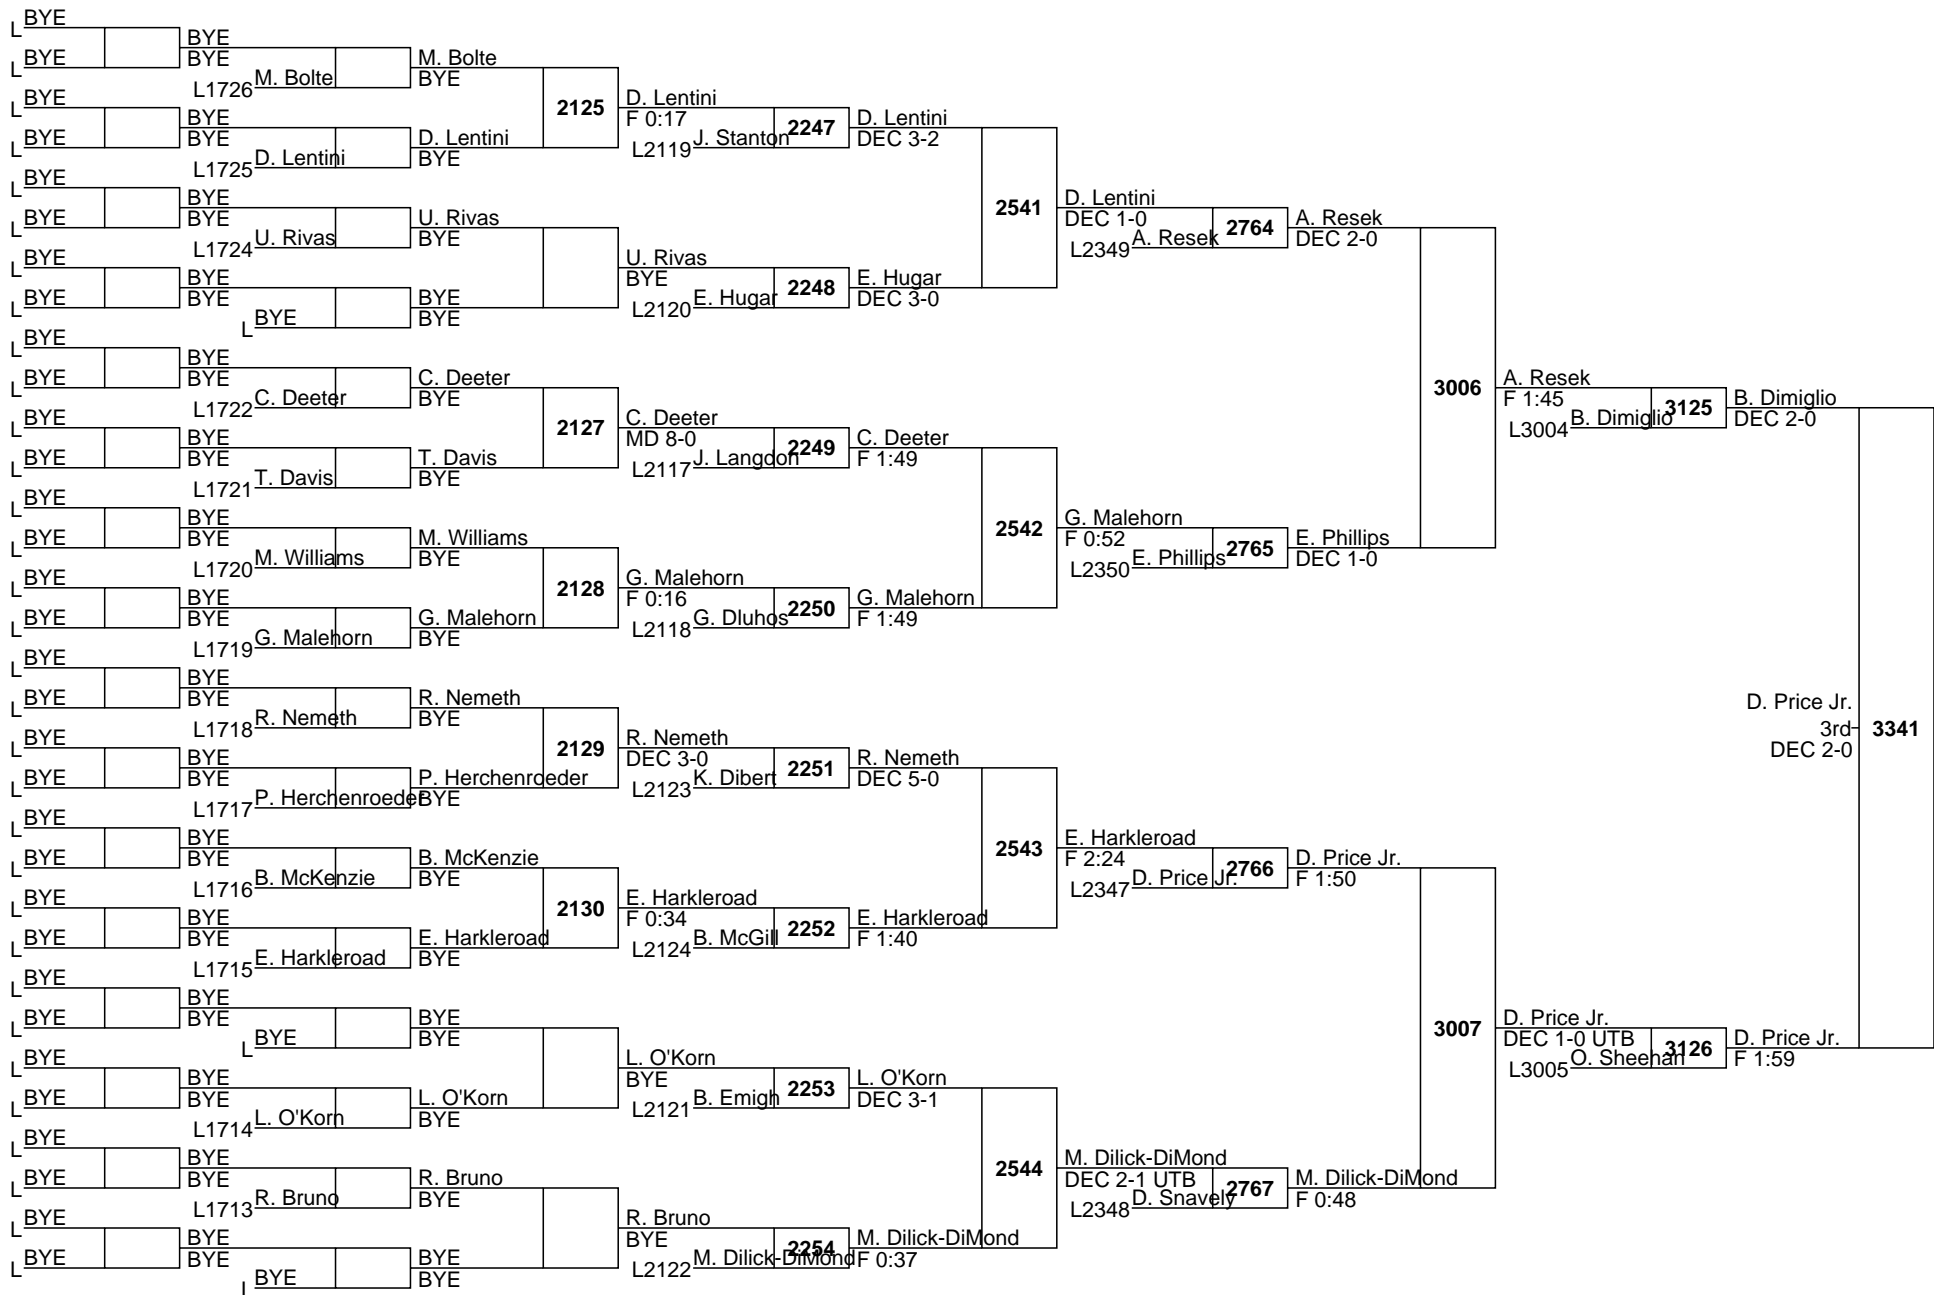 BYE
L
BYE
L
BYE
BYE
L1726 M. Bolte
M. Bolte
BYE
BYE
L
BYE
L
BYE
BYE
L1725 D. Lentini
D. Lentini
BYE
2125
D. Lentini
F 0:17
L2119 J. Stanton
2247
D. Lentini
DEC 3-2
BYE
L
BYE
L
BYE
BYE
L1724 U. Rivas
U. Rivas
BYE
BYE
L
BYE
L
BYE
BYE
L BYE
BYE
BYE
U. Rivas
BYE
L2120 E. Hugar
2248
E. Hugar
DEC 3-0
2541
D. Lentini
DEC 1-0
L2349 A. Resek
2764
A. Resek
DEC 2-0
BYE
L
BYE
L
BYE
BYE
L1722 C. Deeter
C. Deeter
BYE
BYE
L
BYE
L
BYE
BYE
L1721 T. Davis
T. Davis
BYE
2127
C. Deeter
MD 8-0
L2117 J. Langdon
2249
C. Deeter
F 1:49
BYE
L
BYE
L
BYE
BYE
L1720 M. Williams
M. Williams
BYE
BYE
L
BYE
L
BYE
BYE
L1719 G. Malehorn
G. Malehorn
BYE
2128
G. Malehorn
F 0:16
L2118 G. Dluhos
2250
G. Malehorn
F 1:49
2542
G. Malehorn
F 0:52
L2350 E. Phillips
2765
E. Phillips
DEC 1-0
3006
A. Resek
F 1:45
L3004 B. Dimiglio
3125
B. Dimiglio
DEC 2-0
BYE
L
BYE
L
BYE
BYE
L1718 R. Nemeth
R. Nemeth
BYE
BYE
L
BYE
L
BYE
BYE
L1717 P. Herchenroeder
P. Herchenroeder
BYE
2129
R. Nemeth
DEC 3-0
L2123 K. Dibert
2251
R. Nemeth
DEC 5-0
BYE
L
BYE
L
BYE
BYE
L1716 B. McKenzie
B. McKenzie
BYE
BYE
L
BYE
L
BYE
BYE
L1715 E. Harkleroad
E. Harkleroad
BYE
2130
E. Harkleroad
F 0:34
L2124 B. McGill
2252
E. Harkleroad
F 1:40
2543
E. Harkleroad
F 2:24
L2347 D. Price Jr.
2766
D. Price Jr.
F 1:50
BYE
L
BYE
L
BYE
BYE
L BYE
BYE
BYE
BYE
L
BYE
L
BYE
BYE
L1714 L. O'Korn
L. O'Korn
BYE
L. O'Korn
BYE
L2121 B. Emigh
2253
L. O'Korn
DEC 3-1
BYE
L
BYE
L
BYE
BYE
L1713 R. Bruno
R. Bruno
BYE
BYE
L
BYE
L
BYE
BYE
L BYE
BYE
BYE
R. Bruno
BYE
L2122 M. Dilick-DiMond
2254
M. Dilick-DiMond
F 0:37
2544
M. Dilick-DiMond
DEC 2-1 UTB
L2348 D. Snavely
2767
M. Dilick-DiMond
F 0:48
3007
D. Price Jr.
DEC 1-0 UTB
L3005 O. Sheehan
3126
D. Price Jr.
F 1:59
D. Price Jr.
3rd
DEC 2-0
3341